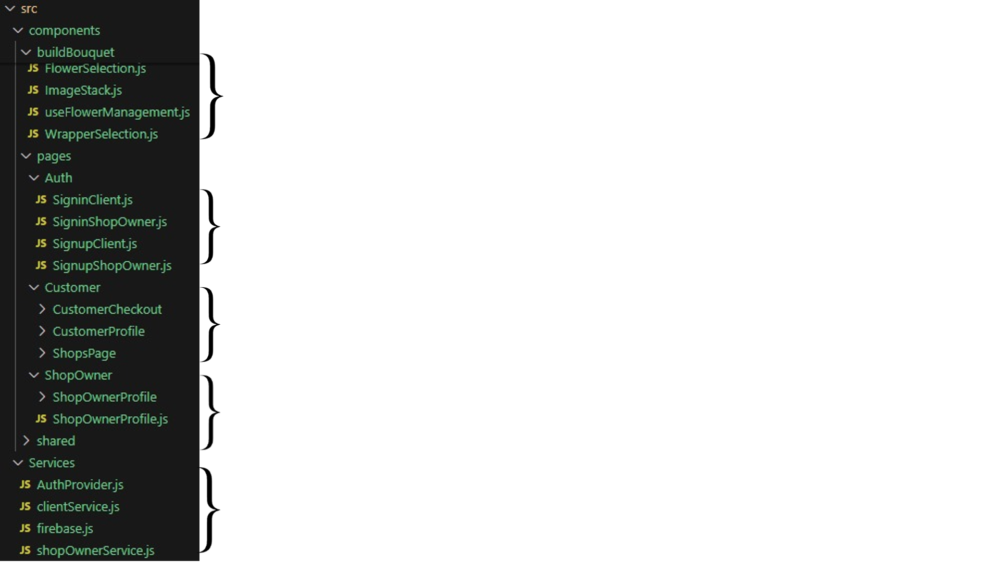 src
components
buildBouquet
JS FlowerSelection.js
JS ImageStack.js
JS useFlowerManagement.js
JS WrapperSelection.js
pages
Auth
JS SigninClient.js
JS SigninShopOwner.js
JS SignupClient.js
JS SignupShopOwner.js
Customer
CustomerCheckout
CustomerProfile
ShopsPage
ShopOwner
ShopOwnerProfile
JS ShopOwnerProfile.js
shared
Services
JS AuthProvider.js
JS clientService.js
JS firebase.js
JS shopOwnerService.js